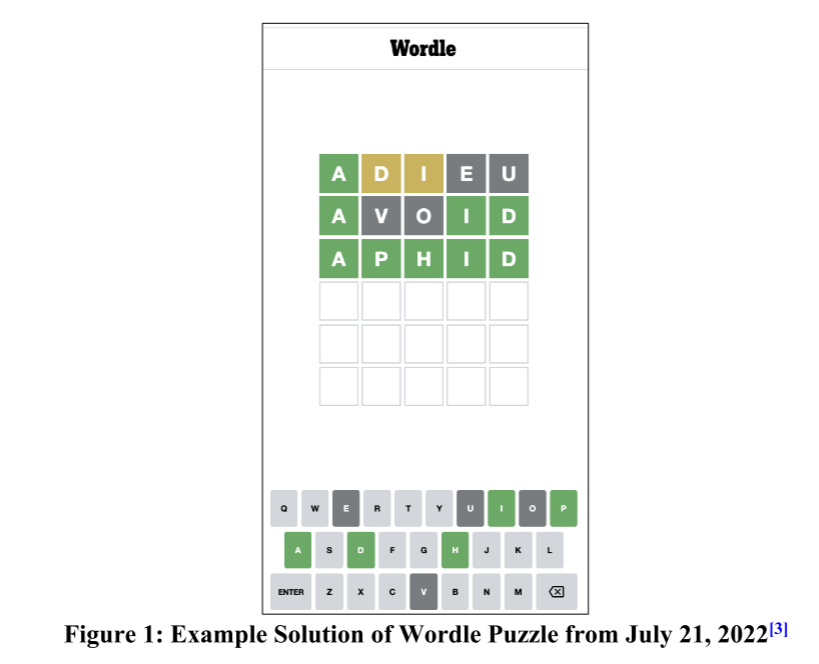 Wordle
A D I E U
A V O I D
A P H I D
Q W E R T Y U I O P
A S D F G H J K L
ENTER Z X C V B N M
Figure 1: Example Solution of Wordle Puzzle from July 21, 2022[3]